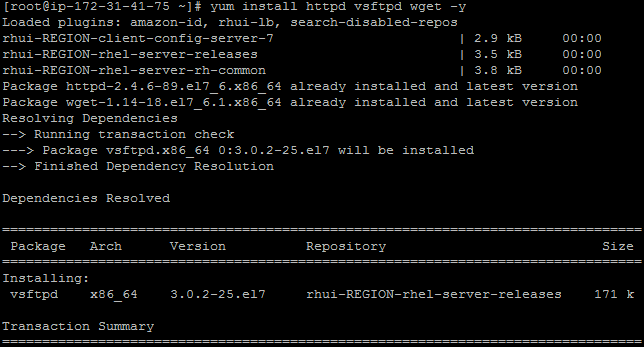 [root@ip-172-31-41-75 ~]# yum install httpd vsftpd wget -y
Loaded plugins: amazon-id, rhui-lb, search-disabled-repos
rhui-REGION-client-config-server-7                       | 2.9 kB     00:00
rhui-REGION-rhel-server-releases                         | 3.5 kB     00:00
rhui-REGION-rhel-server-rh-common                        | 3.8 kB     00:00
Package httpd-2.4.6-89.el7_6.x86_64 already installed and latest version
Package wget-1.14-18.el7_6.1.x86_64 already installed and latest version
Resolving Dependencies
--> Running transaction check
---> Package vsftpd.x86_64 0:3.0.2-25.el7 will be installed
--> Finished Dependency Resolution
Dependencies Resolved
================================================================================
 Package   Arch      Version          Repository                              Size
================================================================================
Installing:
 vsftpd    x86_64    3.0.2-25.el7     rhui-REGION-rhel-server-releases    171 k
Transaction Summary
================================================================================